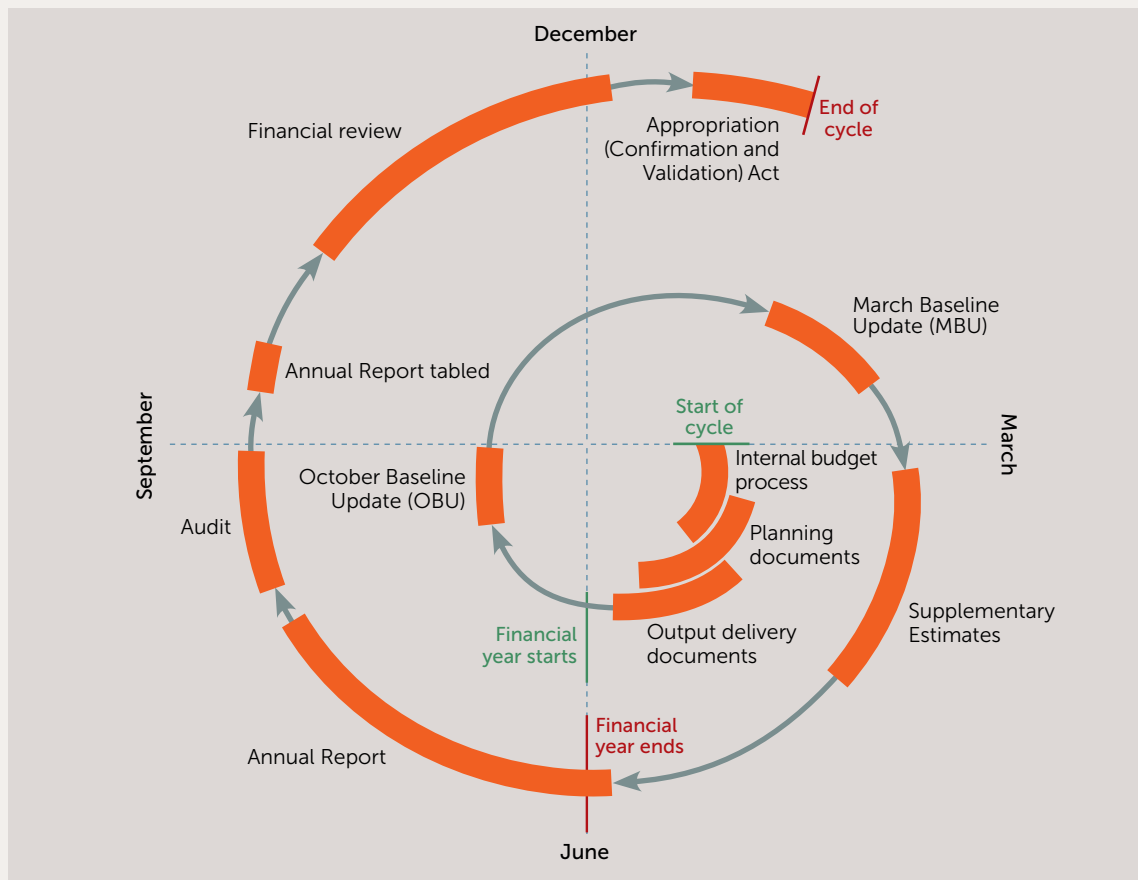 December
Financial review
Appropriation
(Confirmation and
Validation) Act
End of
cycle
March Baseline
Update (MBU)
Annual Report tabled
Start of
cycle
September
March
Internal budget
process
October Baseline
Update (OBU)
Audit
Planning
documents
Supplementary
Estimates
Output delivery
documents
Financial
year starts
Financial
year ends
Annual Report
June